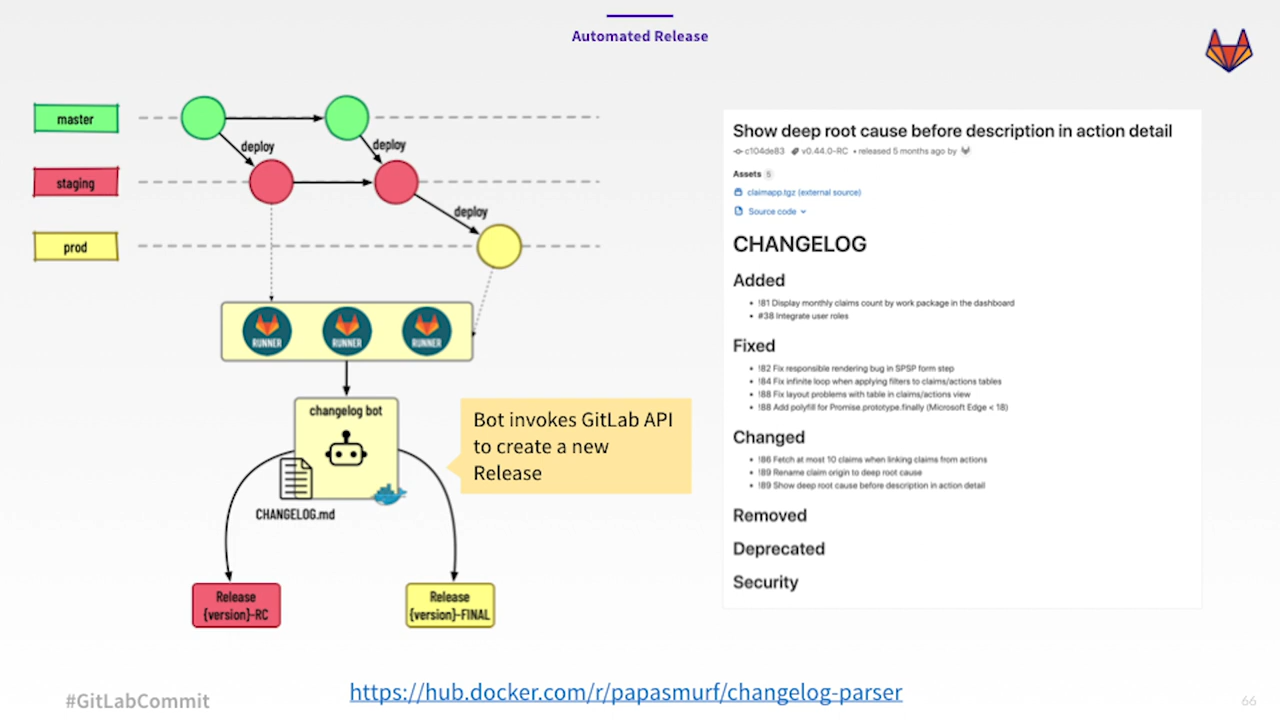 Automated Release
master
staging
prod
deploy
deploy
deploy
RUNNER
RUNNER
RUNNER
changelog bot
CHANGELOG.md
Bot invokes GitLab API
to create a new
Release
Release
{version}-RC
Release
{version}-FINAL
Show deep root cause before description in action detail
c104de83 v0.44.0-RC • released 5 months ago by
Assets 5
claimapp.tgz (external source)
Source code
CHANGELOG
Added
• !81 Display monthly claims count by work package in the dashboard
• #38 Integrate user roles
Fixed
• !82 Fix responsible rendering bug in SPSP form step
• !84 Fix infinite loop when applying filters to claims/actions tables
• !88 Fix layout problems with table in claims/actions view
• !88 Add polyfill for Promise.prototype.finally (Microsoft Edge < 18)
Changed
• !86 Fetch at most 10 claims when linking claims from actions
• !89 Rename claim origin to deep root cause
• !89 Show deep root cause before description in action detail
Removed
Deprecated
Security
#GitLabCommit
https://hub.docker.com/r/papasmurf/changelog-parser
66